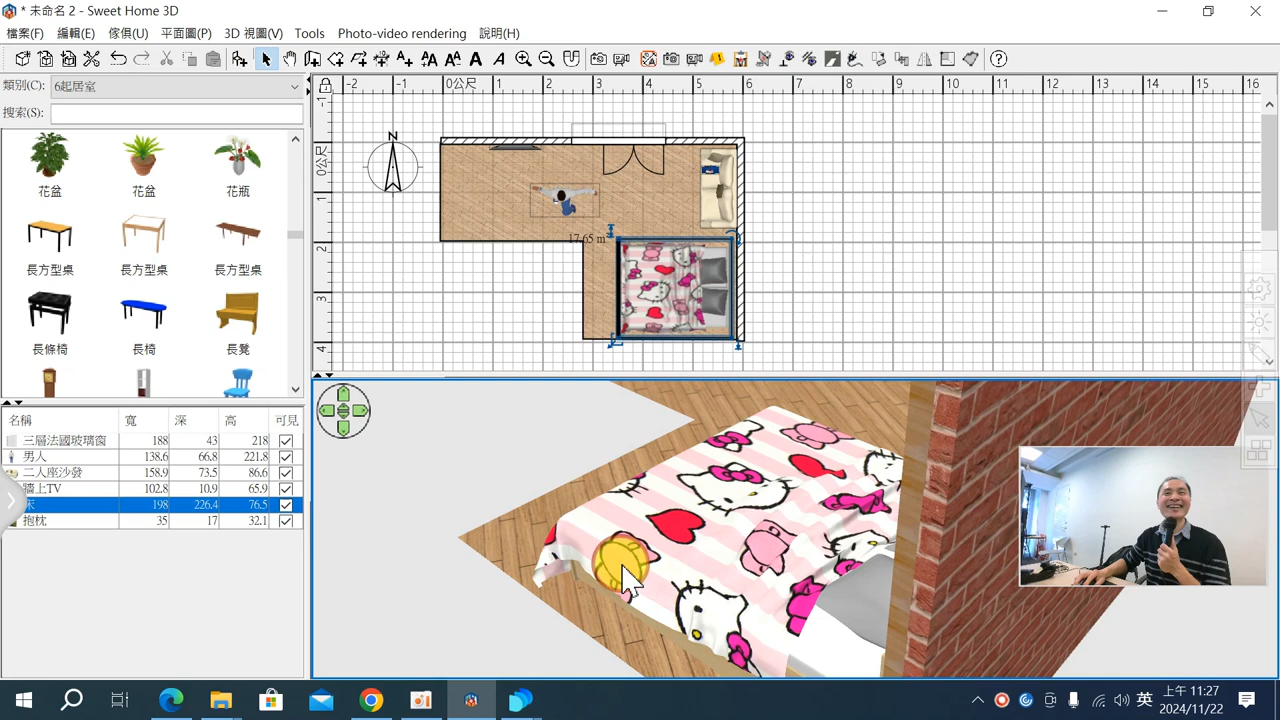 * 未命名 2 - Sweet Home 3D
檔案(F) 編輯(E) 傢俱(U) 平面圖(P) 3D 視圖(V) Tools Photo-video rendering 說明(H)
類別(C): 6起居室
搜索(S):
花盆 花盆 花瓶
長方型桌 長方型桌 長方型桌
長條椅 長椅 長凳
名稱 寬 深 高 可見
三層法國玻璃窗 188 43 218
男人 138.6 66.8 221.8
二人座沙發 158.9 73.5 86.6
牆上TV 102.8 10.9 65.9
床 198 226.4 76.5
抱枕 35 17 32.1
-2 -1 0公尺 1 2 3 4 5 6 7 8 9 10 11 12 13 14 15 16
-1
0公尺
1
2
3
4
N
17.65 m
英
上午 11:27
2024/11/22